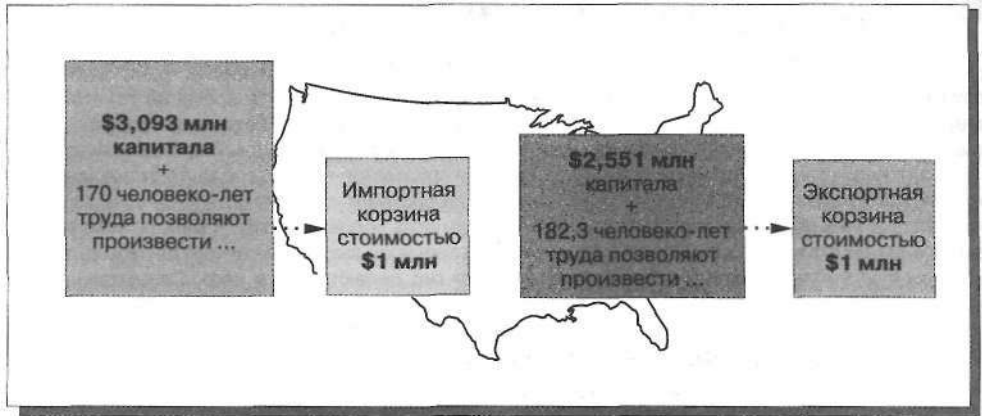 $3,093 млн
капитала
+
170 человеко-лет
труда позволяют
произвести ...
Импортная
корзина
стоимостью
$1 млн
$2,551 млн
капитала
+
182,3 человеко-лет
труда позволяют
произвести ...
Экспортная
корзина
стоимостью
$1 млн